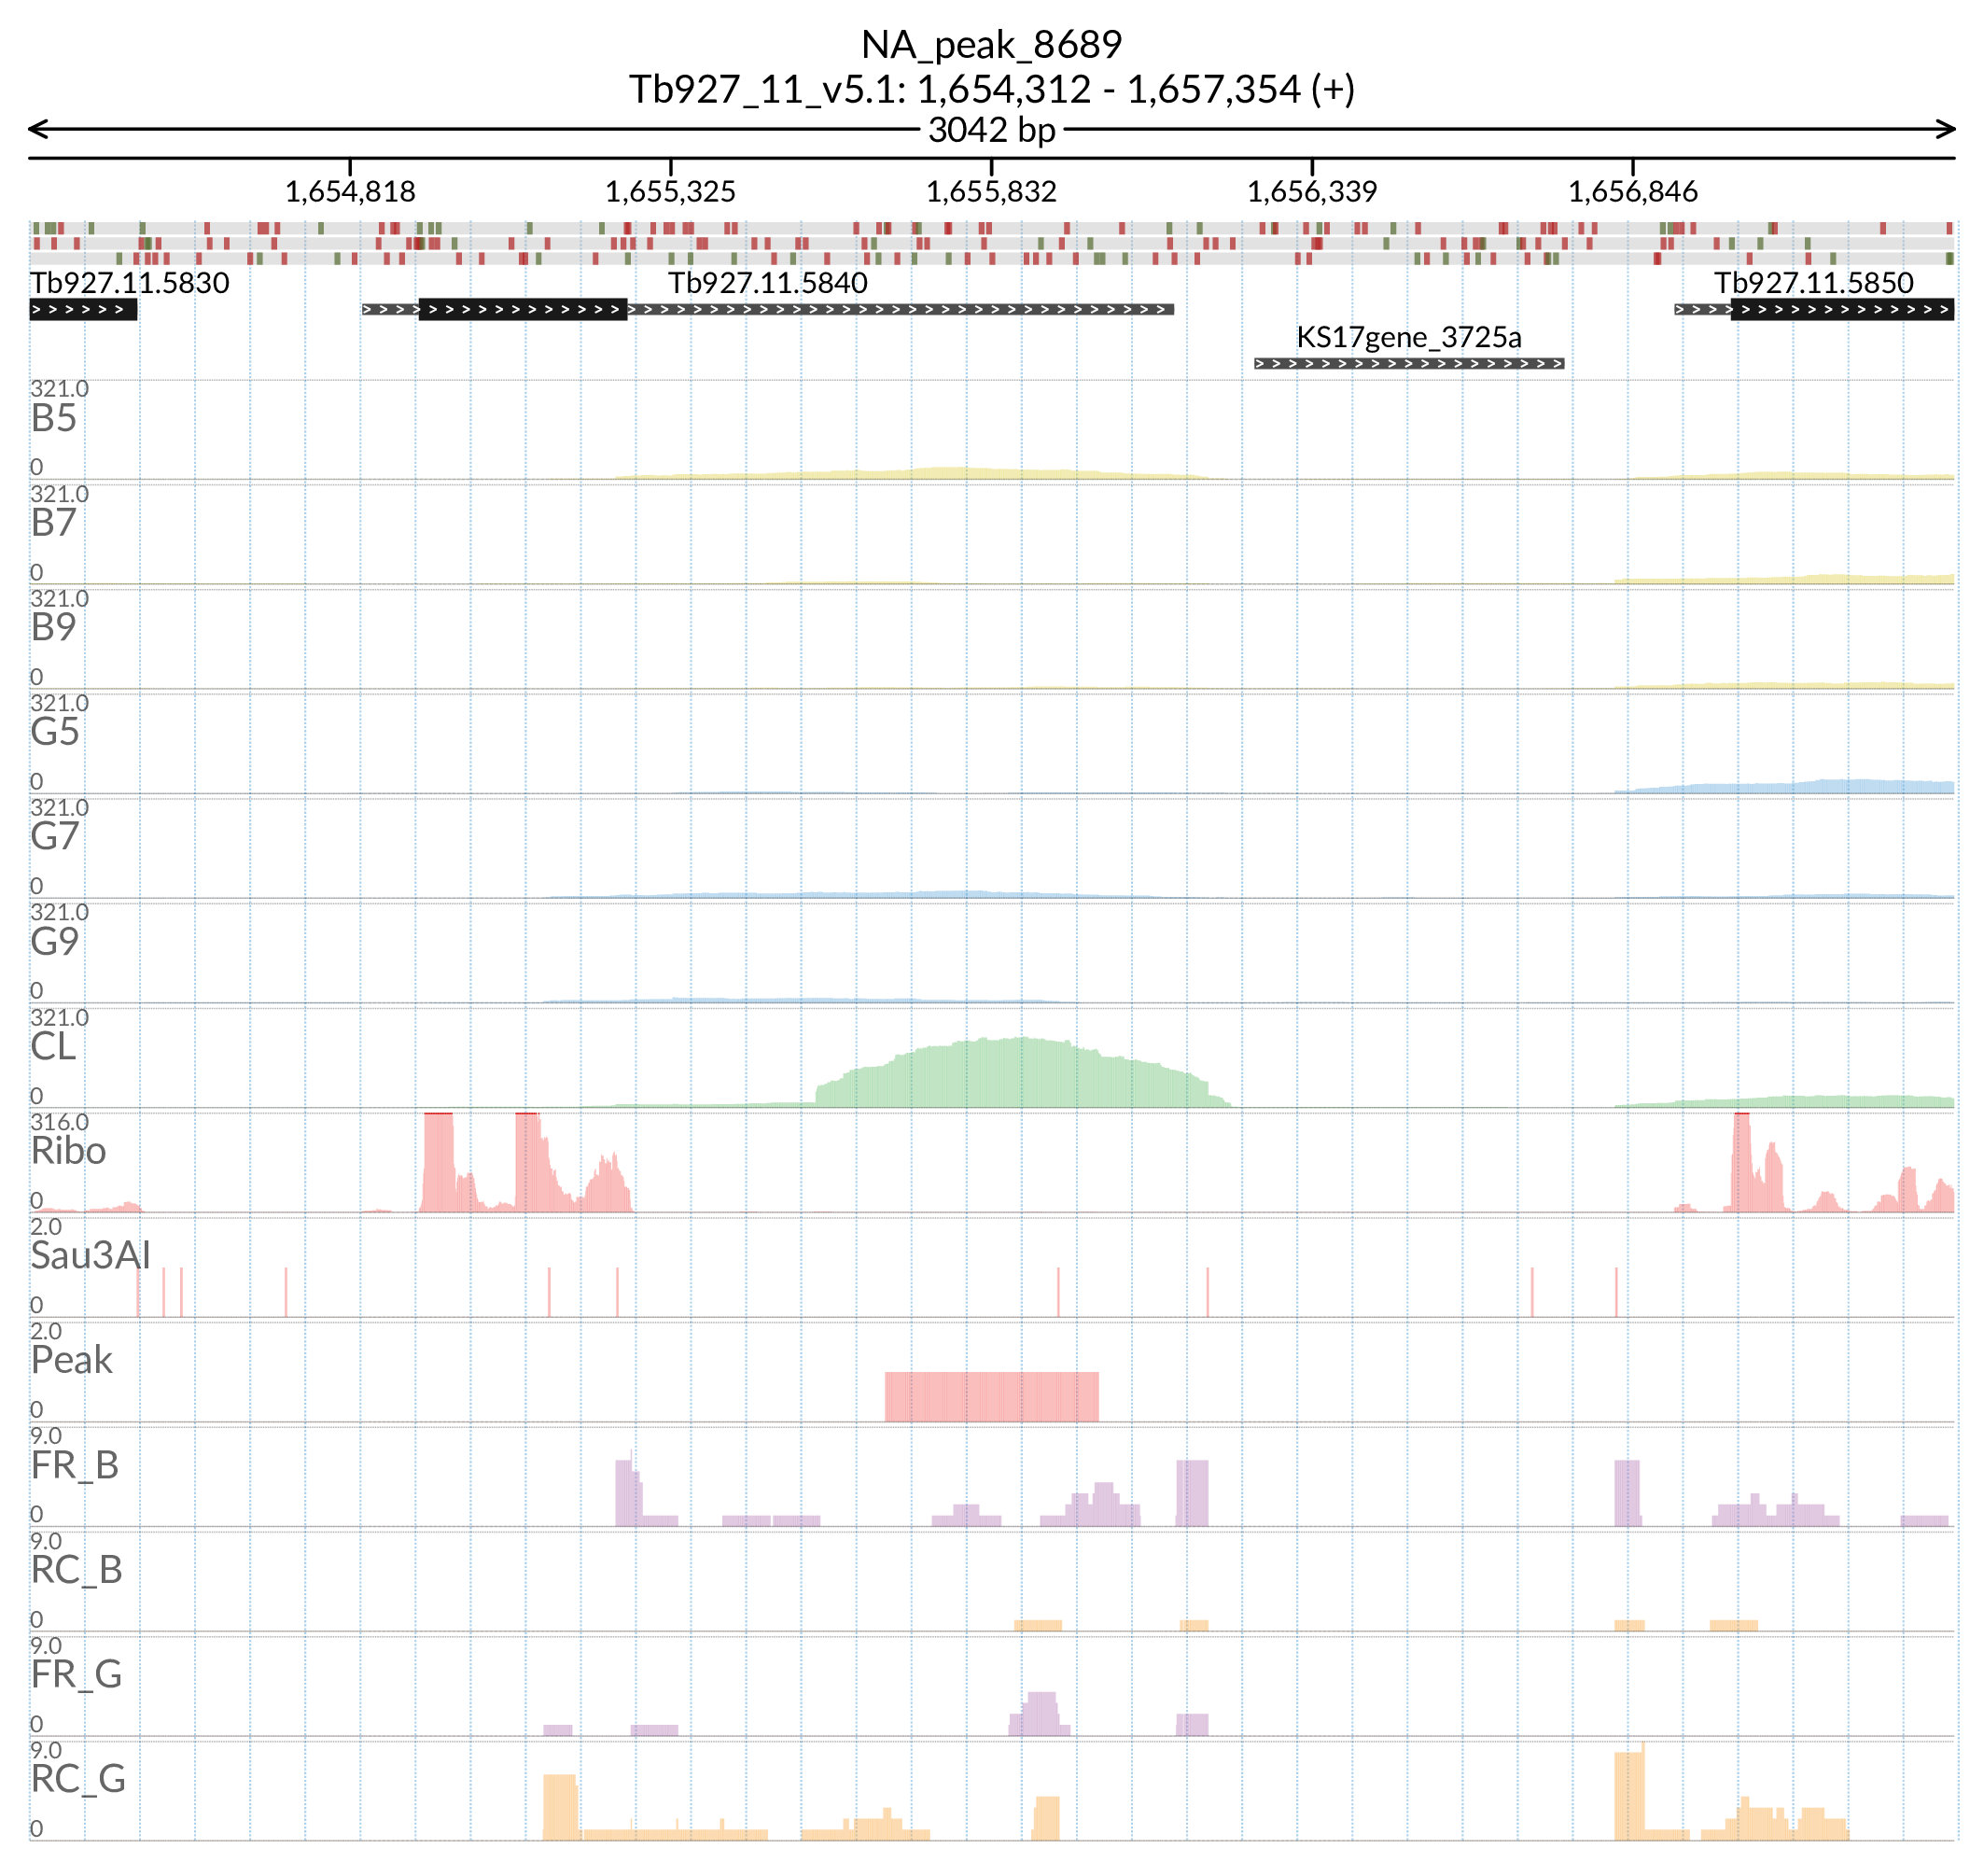 NA_peak_8689
Tb927_11_v5.1: 1,654,312 - 1,657,354 (+)
3042 bp
1,654,818 1,655,325 1,655,832 1,656,339 1,656,846
Tb927.11.5830 Tb927.11.5840 Tb927.11.5850
KS17gene_3725a
321.0
B5
0
321.0
B7
0
321.0
B9
0
321.0
G5
0
321.0
G7
0
321.0
G9
0
321.0
CL
0
316.0
Ribo
0
2.0
Sau3AI
0
2.0
Peak
0
9.0
FR_B
0
9.0
RC_B
0
9.0
FR_G
0
9.0
RC_G
0